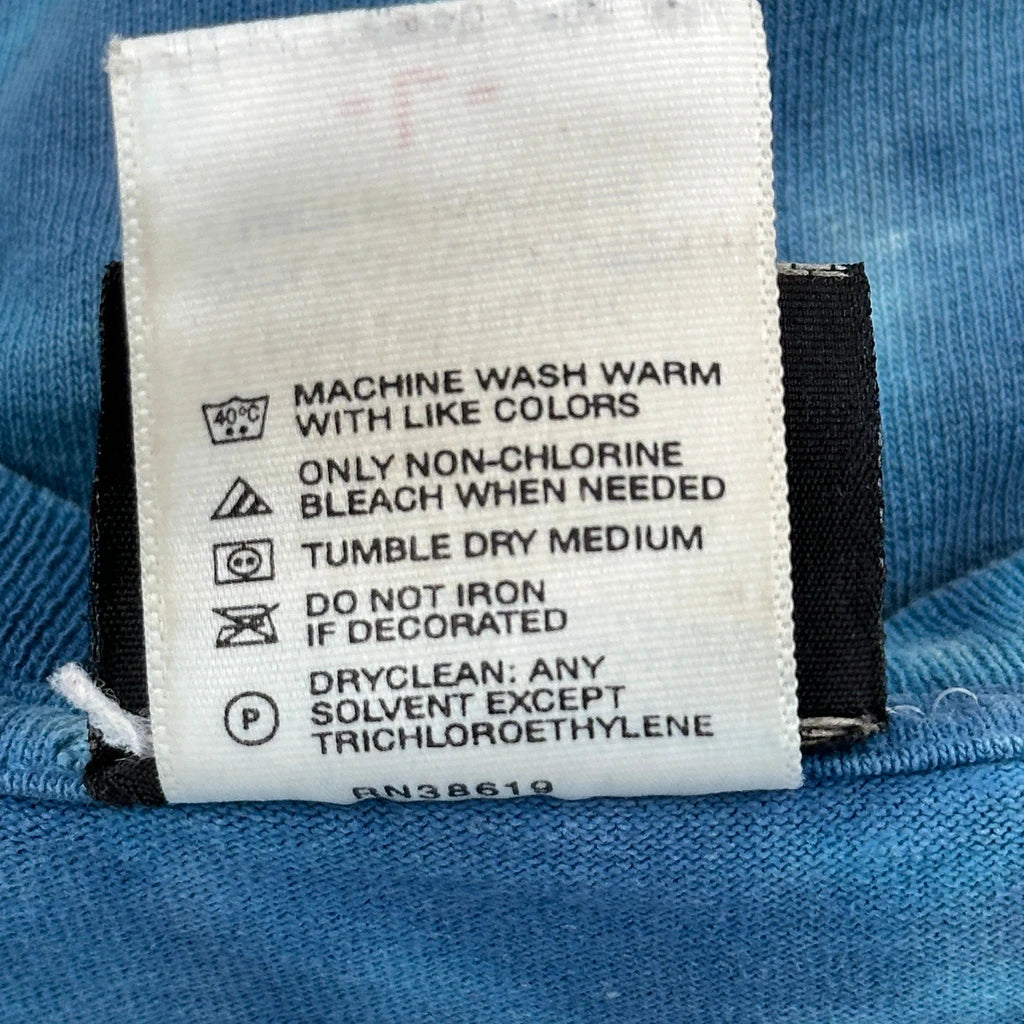 40°C
MACHINE WASH WARM
WITH LIKE COLORS
ONLY NON-CHLORINE
BLEACH WHEN NEEDED
TUMBLE DRY MEDIUM
DO NOT IRON
IF DECORATED
P
DRYCLEAN: ANY
SOLVENT EXCEPT
TRICHLOROETHYLENE
RN38619